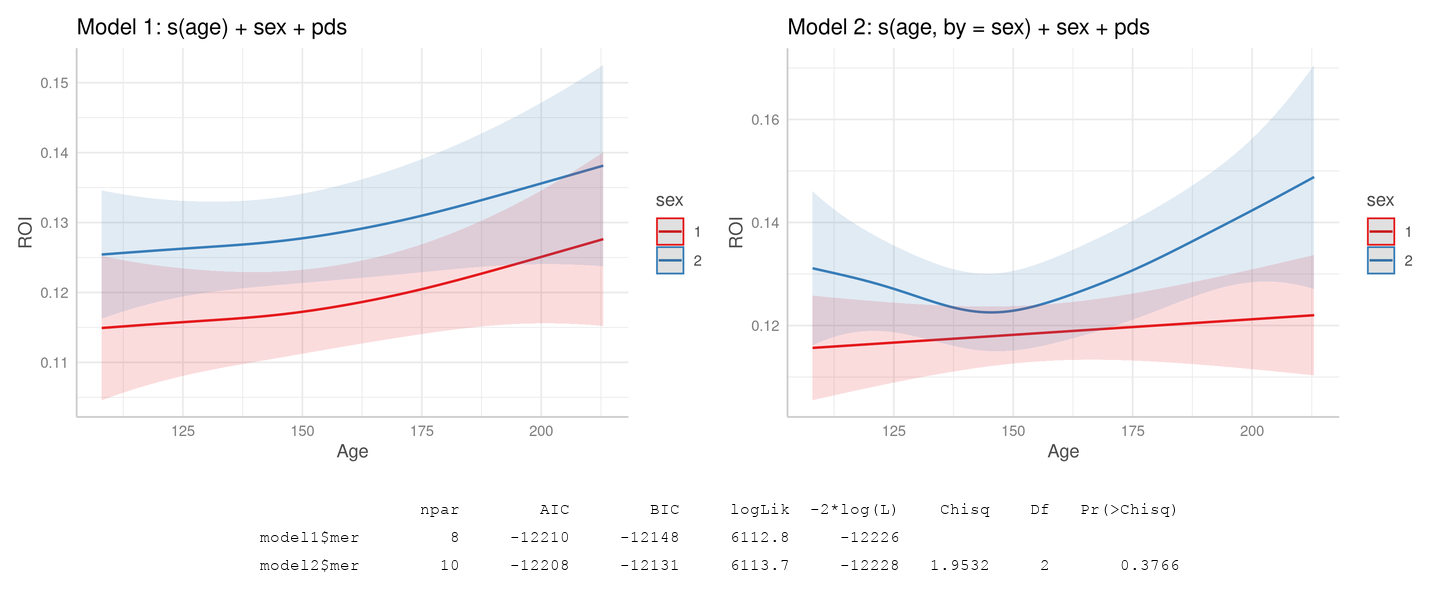 Model 1: s(age) + sex + pds
0.15
0.14
0.13
0.12
0.11
ROI
125 150 175 200
Age
sex
1
2
Model 2: s(age, by = sex) + sex + pds
0.16
0.14
0.12
ROI
125 150 175 200
Age
sex
1
2
npar AIC BIC logLik -2*log(L) Chisq Df Pr(>Chisq)
model1$mer 8 -12210 -12148 6112.8 -12226
model2$mer 10 -12208 -12131 6113.7 -12228 1.9532 2 0.3766